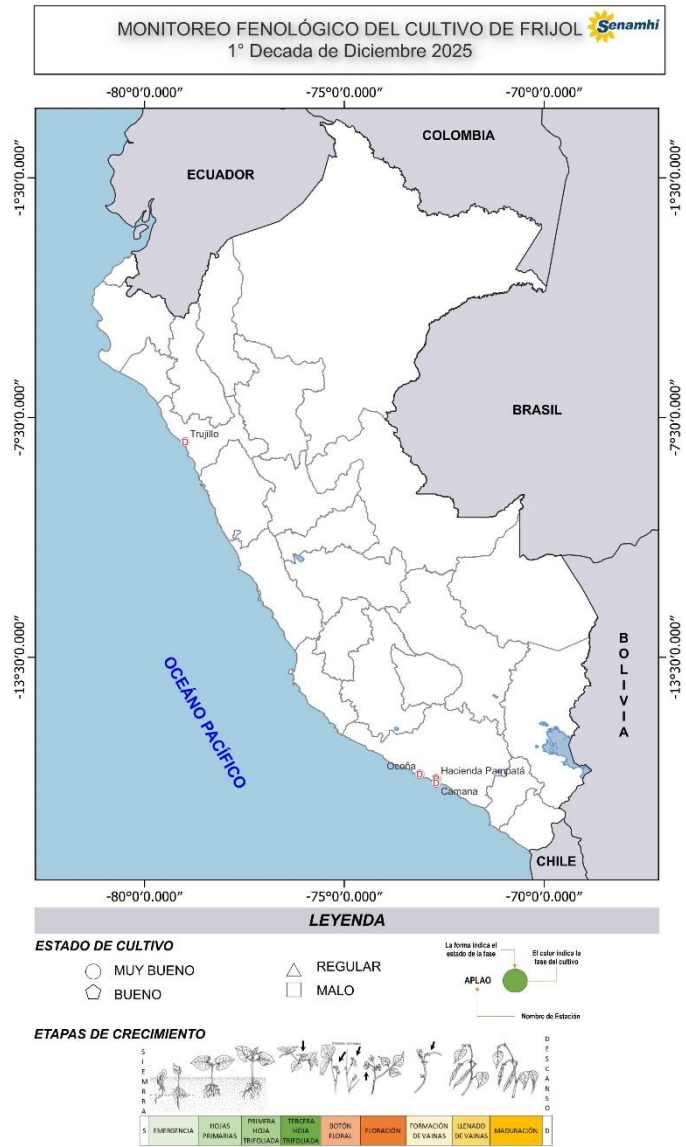 MONITOREO FENOLÓGICO DEL CULTIVO DE FRIJOL
1° Decada de Diciembre 2025
Senamhi
-80°0'0.000" -75°0'0.000" -70°0'0.000"
COLOMBIA
ECUADOR
-1°30'0.000" -1°30'0.000"
BRASIL
-7°30'0.000" -7°30'0.000"
Trujillo
D
BOLIVIA
-13°30'0.000" -13°30'0.000"
OCEÁNO PACÍFICO
Ocoña
D
Hacienda Pampatá
D
Camana
CHILE
-80°0'0.000" -75°0'0.000" -70°0'0.000"
LEYENDA
ESTADO DE CULTIVO
MUY BUENO
REGULAR
BUENO
MALO
La forma indica el
estado de la fase
El calor indica la
fase del cultivo
APLAO
Nombre de Estación
ETAPAS DE CRECIMIENTO
SIEMBRA
DESCANSO
S
EMERGENCIA
HOJAS
PRIMARIAS
PRIMERA
HOJA
TRIFOLIADA
TERCERA
HOJA
TRIFOLIADA
BOTÓN
FLORAL
FLORACIÓN
FORMACIÓN
DE VAINAS
LLENADO
DE VAINAS
MADURACIÓN
D